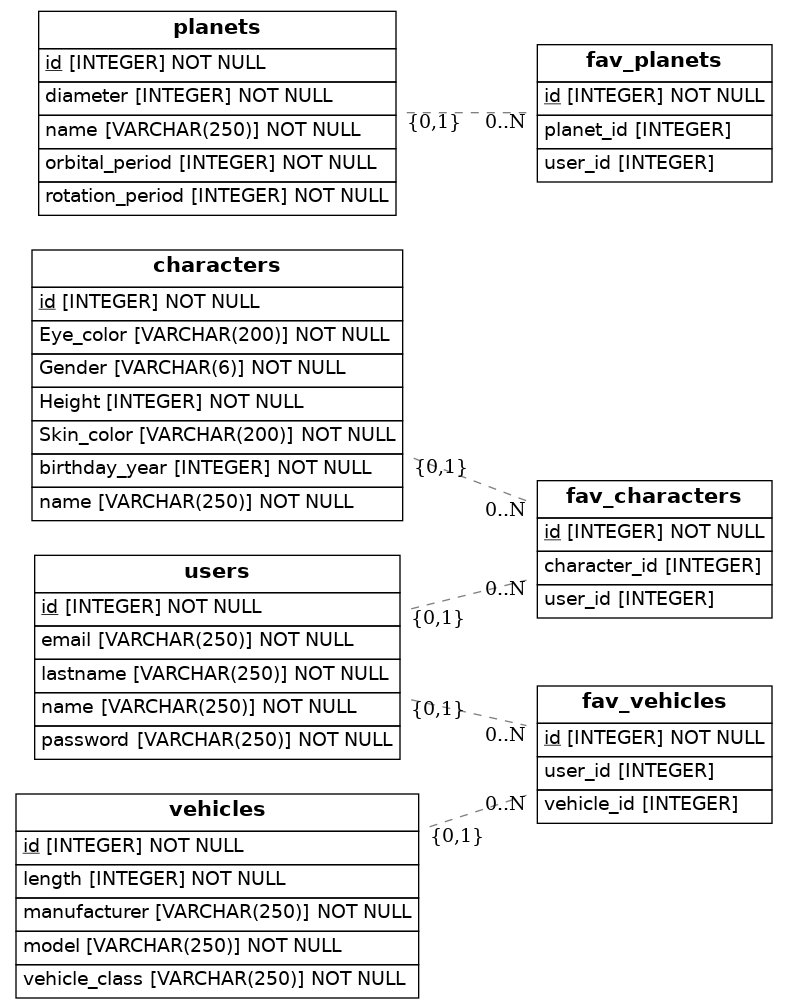 planets
id [INTEGER] NOT NULL
diameter [INTEGER] NOT NULL
name [VARCHAR(250)] NOT NULL
orbital_period [INTEGER] NOT NULL
rotation_period [INTEGER] NOT NULL
{0,1}
0..N
fav_planets
id [INTEGER] NOT NULL
planet_id [INTEGER]
user_id [INTEGER]
characters
id [INTEGER] NOT NULL
Eye_color [VARCHAR(200)] NOT NULL
Gender [VARCHAR(6)] NOT NULL
Height [INTEGER] NOT NULL
Skin_color [VARCHAR(200)] NOT NULL
birthday_year [INTEGER] NOT NULL
name [VARCHAR(250)] NOT NULL
{0,1}
0..N
fav_characters
id [INTEGER] NOT NULL
character_id [INTEGER]
user_id [INTEGER]
users
id [INTEGER] NOT NULL
email [VARCHAR(250)] NOT NULL
lastname [VARCHAR(250)] NOT NULL
name [VARCHAR(250)] NOT NULL
password [VARCHAR(250)] NOT NULL
0..N
{0,1}
{0,1}
0..N
fav_vehicles
id [INTEGER] NOT NULL
user_id [INTEGER]
vehicle_id [INTEGER]
vehicles
id [INTEGER] NOT NULL
length [INTEGER] NOT NULL
manufacturer [VARCHAR(250)] NOT NULL
model [VARCHAR(250)] NOT NULL
vehicle_class [VARCHAR(250)] NOT NULL
0..N
{0,1}